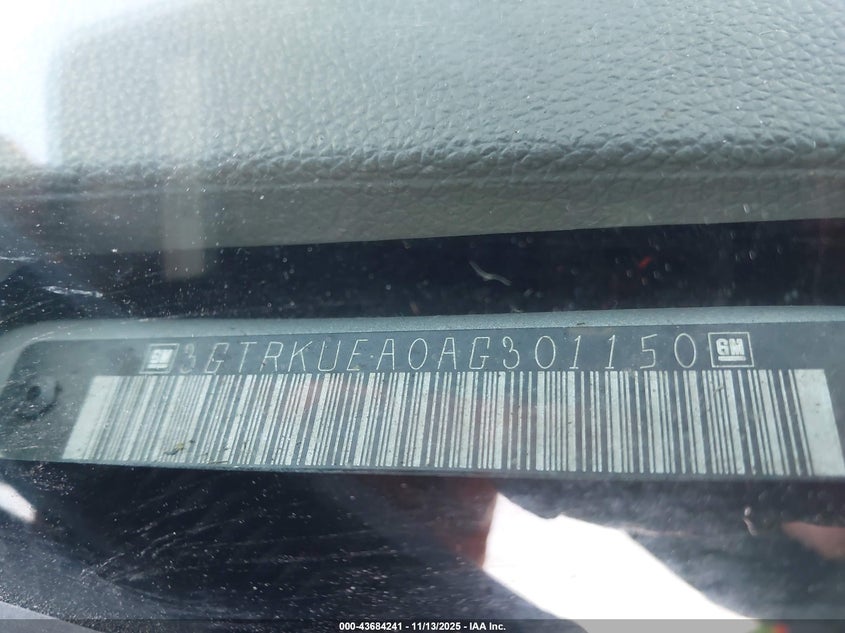 GM 3GTRKUEA0AG301150 GM
000-43684241 - 11/13/2025 - IAA Inc.